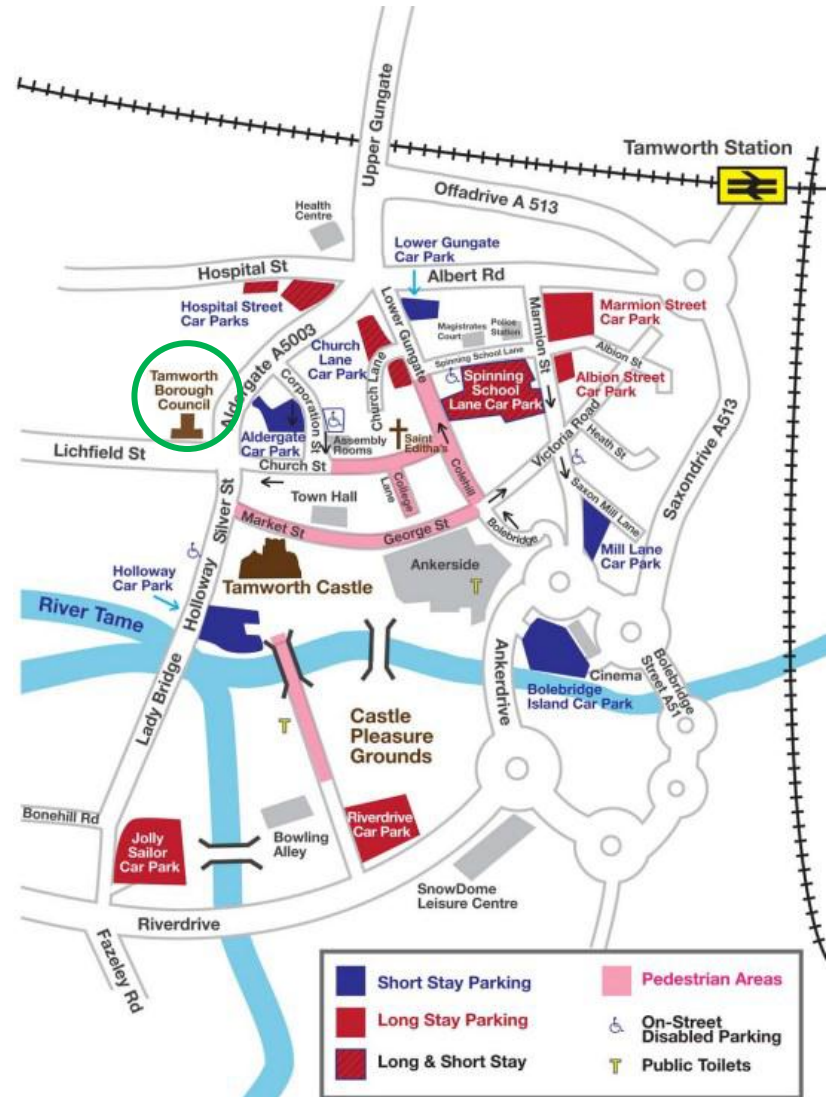 Tamworth Station
Upper Gungate
Offadrive A 513
Health
Centre
Lower Gungate
Car Park
Hospital St
Albert Rd
Hospital Street
Car Parks
Aldergate A5003
Lower Gungate
Magistrates
Court
Police
Station
Marmion St
Marmion Street
Car Park
Church
Lane
Car Park
Church Lane
Spinning School Lane
Albion St
Tamworth
Borough
Council
Corporation St
Spinning
School
Lane Car Park
Albion Street
Car Park
Aldergate
Car Park
Assembly
Rooms
Saint
Editha's
Victoria Road
Heath St
Saxondrive A513
Lichfield St
Church St
College
Lane
Colehill
Saxon Mill Lane
Silver St
Town Hall
Market St
George St
Bolebridge
Mill Lane
Car Park
Holloway
Car Park
Holloway
Tamworth Castle
Ankerside
T
River Tame
Lady Bridge
Ankerdrive
Cinema
Bolebridge
Island Car Park
Bolebridge
Street A51
T
Castle
Pleasure
Grounds
Bonehill Rd
Jolly
Sailor
Car Park
Bowling
Alley
Riverdrive
Car Park
SnowDome
Leisure Centre
Riverdrive
Fazeley Rd
Short Stay Parking
Pedestrian Areas
Long Stay Parking
On-Street
Disabled Parking
Long & Short Stay
T Public Toilets